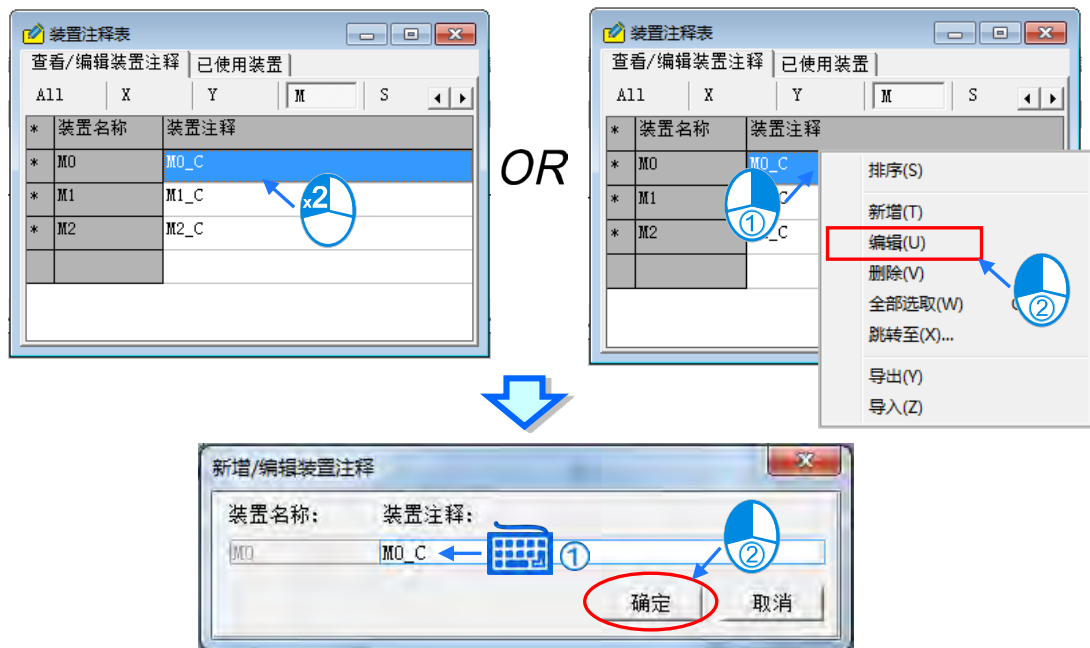 装置注释表
查看/编辑装置注释 已使用装置
All X Y M S
* 装置名称 装置注释
* M0 M0_C
* M1 M1_C
* M2 M2_C
x2
OR
装置注释表
查看/编辑装置注释 已使用装置
All X Y M S
* 装置名称 装置注释
* M0 M0_C
* M1
* M2
①
排序(S)
新增(T)
编辑(U)
删除(V)
全部选取(W)
跳转至(X)...
导出(Y)
导入(Z)
②
新增/编辑装置注释
装置名称: 装置注释:
M0 M0_C
①
②
确定 取消